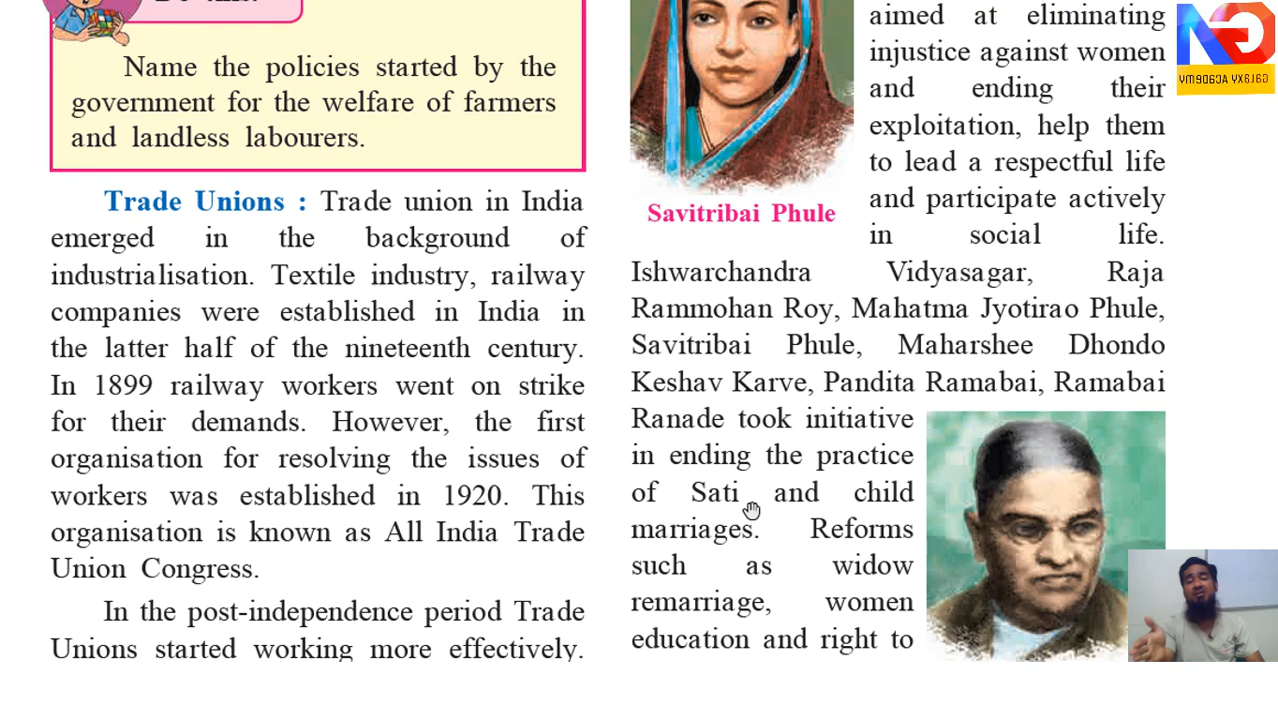 Do this.
Name the policies started by the
government for the welfare of farmers
and landless labourers.
Trade Unions : Trade union in India
emerged in the background of
industrialisation. Textile industry, railway
companies were established in India in
the latter half of the nineteenth century.
In 1899 railway workers went on strike
for their demands. However, the first
organisation for resolving the issues of
workers was established in 1920. This
organisation is known as All India Trade
Union Congress.
In the post-independence period Trade
Unions started working more effectively.
Savitribai Phule
aimed at eliminating
injustice against women
and ending their
exploitation, help them
to lead a respectful life
and participate actively
in social life.
Ishwarchandra Vidyasagar, Raja
Rammohan Roy, Mahatma Jyotirao Phule,
Savitribai Phule, Maharshee Dhondo
Keshav Karve, Pandita Ramabai, Ramabai
Ranade took initiative
in ending the practice
of Sati and child
marriages. Reforms
such as widow
remarriage, women
education and right to